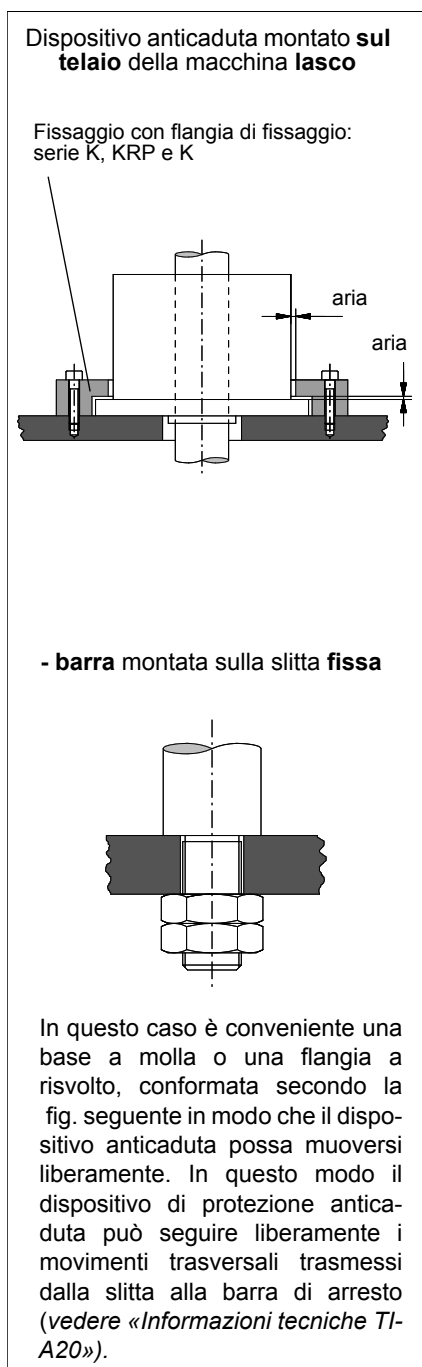 Dispositivo anticaduta montato sul
telaio della macchina lasco
Fissaggio con flangia di fissaggio:
serie K, KRP e K
aria
aria
- barra montata sulla slitta fissa
In questo caso è conveniente una
base a molla o una flangia a
risvolto, conformata secondo la
fig. seguente in modo che il dispo-
sitivo anticaduta possa muoversi
liberamente. In questo modo il
dispositivo di protezione antica-
duta può seguire liberamente i
movimenti trasversali trasmessi
dalla slitta alla barra di arresto
(vedere «Informazioni tecniche TI-
A20»).